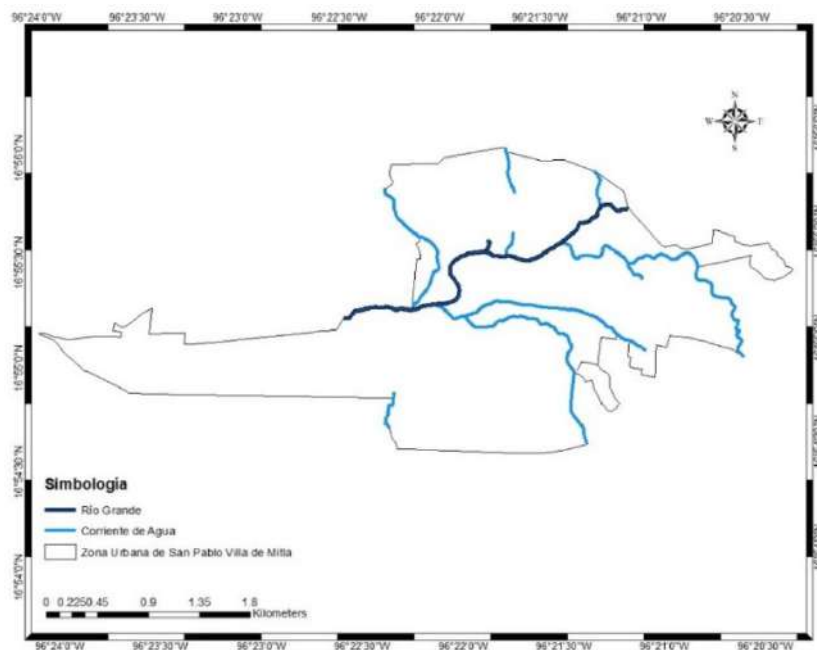 96°24'0"W 96°23'30"W 96°23'0"W 96°22'30"W 96°22'0"W 96°21'30"W 96°21'0"W 96°20'30"W
N
W
S
16°56'0"N
16°55'30"N
16°55'0"N
16°54'30"N
16°54'0"N
Simbología
Río Grande
Corriente de Agua
Zona Urbana de San Pablo Villa de Mitla
0 0.2250.45 0.9 1.35 1.8
Kilometers
96°24'0"W 96°23'30"W 96°23'0"W 96°22'30"W 96°22'0"W 96°21'30"W 96°21'0"W 96°20'30"W